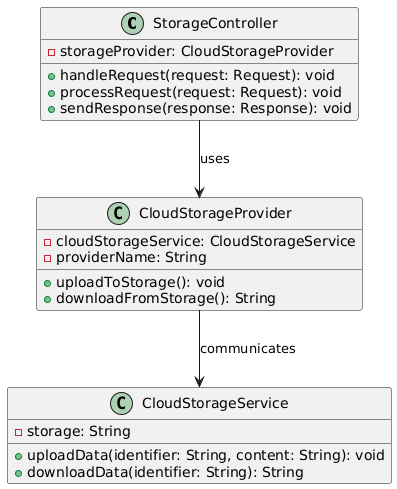 C StorageController
storageProvider: CloudStorageProvider
handleRequest(request: Request): void
processRequest(request: Request): void
sendResponse(response: Response): void
uses
C CloudStorageProvider
cloudStorageService: CloudStorageService
providerName: String
uploadToStorage(): void
downloadFromStorage(): String
communicates
C CloudStorageService
storage: String
uploadData(identifier: String, content: String): void
downloadData(identifier: String): String